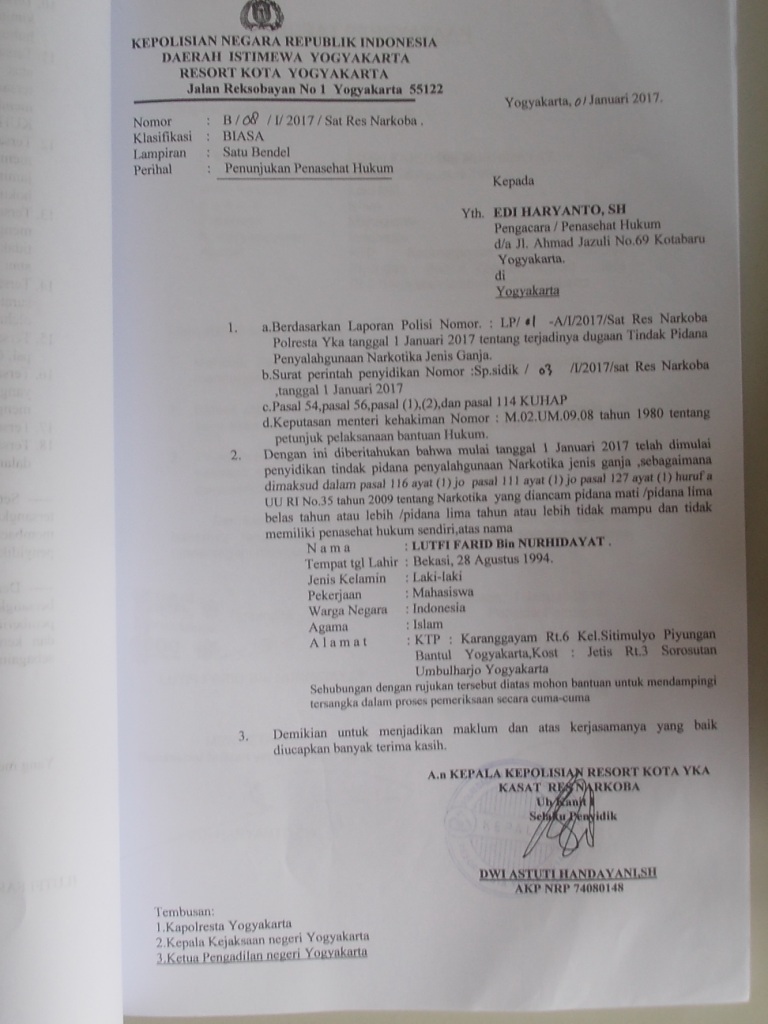 KEPOLISIAN NEGARA REPUBLIK INDONESIA
DAERAH ISTIMEWA YOGYAKARTA
RESORT KOTA YOGYAKARTA
Jalan Reksobayan No 1 Yogyakarta 55122
Yogyakarta, 01 Januari 2017.
Nomor : B / 08 / I/ 2017 / Sat Res Narkoba .
Klasifikasi : BIASA
Lampiran : Satu Bendel
Perihal : Penunjukan Penasehat Hukum
Kepada
Yth. EDI HARYANTO, SH
Pengacara / Penasehat Hukum
d/a Jl. Ahmad Jazuli No.69 Kotabaru
Yogyakarta.
di
Yogyakarta
1. a.Berdasarkan Laporan Polisi Nomor. : LP/ 01 -A/I/2017/Sat Res Narkoba
Polresta Yka tanggal 1 Januari 2017 tentang terjadinya dugaan Tindak Pidana
Penyalahgunaan Narkotika Jenis Ganja.
b.Surat perintah penyidikan Nomor :Sp.sidik / 03 /I/2017/sat Res Narkoba
,tanggal 1 Januari 2017
c.Pasal 54,pasal 56,pasal (1),(2),dan pasal 114 KUHAP
d.Keputasan menteri kehakiman Nomor : M.02.UM.09.08 tahun 1980 tentang
petunjuk pelaksanaan bantuan Hukum.
2. Dengan ini diberitahukan bahwa mulai tanggal 1 Januari 2017 telah dimulai
penyidikan tindak pidana penyalahgunaan Narkotika jenis ganja ,sebagaimana
dimaksud dalam pasal 116 ayat (1) jo pasal 111 ayat (1) jo pasal 127 ayat (1) huruf a
UU RI No.35 tahun 2009 tentang Narkotika yang diancam pidana mati /pidana lima
belas tahun atau lebih /pidana lima tahun atau lebih tidak mampu dan tidak
memiliki penasehat hukum sendiri,atas nama
N a m a : LUTFI FARID Bin NURHIDAYAT .
Tempat tgl Lahir : Bekasi, 28 Agustus 1994.
Jenis Kelamin : Laki-laki
Pekerjaan : Mahasiswa
Warga Negara : Indonesia
Agama : Islam
A l a m a t : KTP : Karanggayam Rt.6 Kel.Sitimulyo Piyungan
Bantul Yogyakarta,Kost : Jetis Rt.3 Sorosutan
Umbulharjo Yogyakarta
Sehubungan dengan rujukan tersebut diatas mohon bantuan untuk mendampingi
tersangka dalam proses pemeriksaan secara cuma-cuma
3. Demikian untuk menjadikan maklum dan atas kerjasamanya yang baik
diucapkan banyak terima kasih.
A.n KEPALA KEPOLISIAN RESORT KOTA YKA
KASAT RESNARKOBA
Ub Kanit
Selaku Penyidik
DWI ASTUTI HANDAYANI,SH
AKP NRP 74080148
Tembusan:
1.Kapolresta Yogyakarta
2.Kepala Kejaksaan negeri Yogyakarta
3.Ketua Pengadilan negeri Yogyakarta